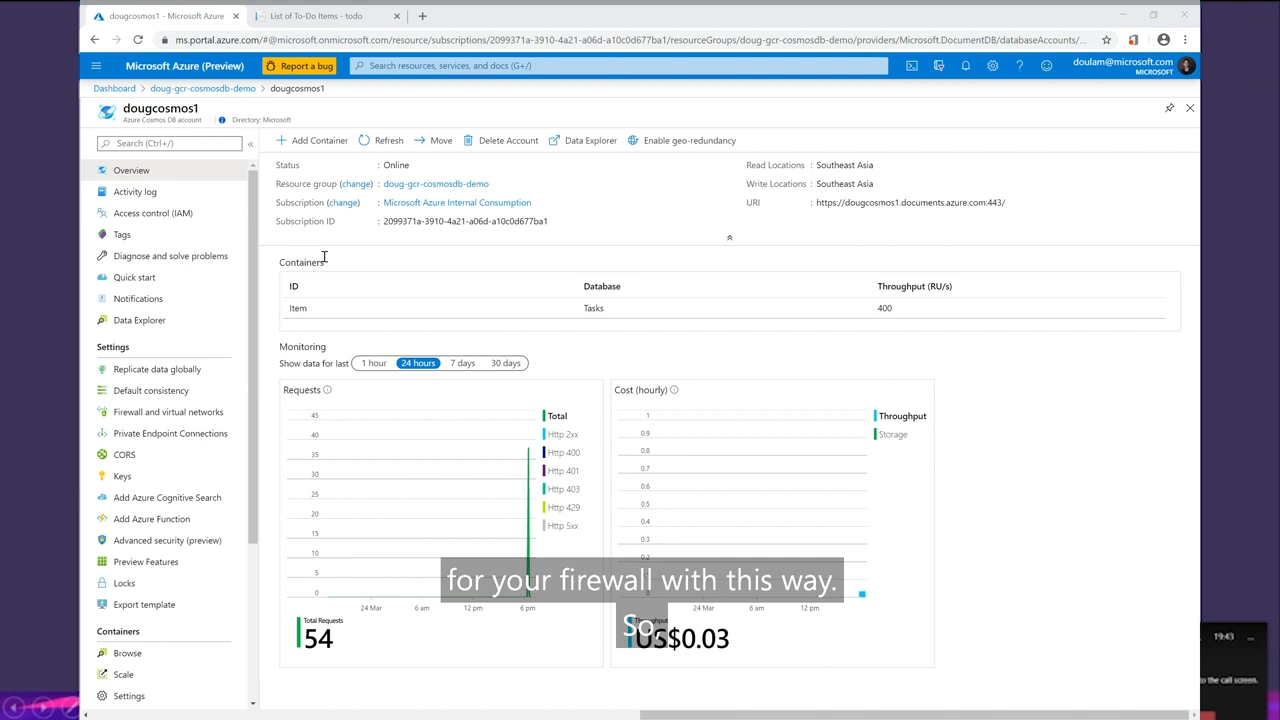 dougcosmos1 - Microsoft Azure
List of To-Do Items - todo
ms.portal.azure.com/#@microsoft.onmicrosoft.com/resource/subscriptions/2099371a-3910-4a21-a06d-a10c0d677ba1/resourceGroups/doug-gcr-cosmosdb-demo/providers/Microsoft.DocumentDB/databaseAccounts/...
Microsoft Azure (Preview)
Report a bug
Search resources, services, and docs (G+/)
doulam@microsoft.com
MICROSOFT
Dashboard > doug-gcr-cosmosdb-demo > dougcosmos1
dougcosmos1
Azure Cosmos DB account
Directory: Microsoft
Search (Ctrl+/)
Add Container
Refresh
Move
Delete Account
Data Explorer
Enable geo-redundancy
Overview
Activity log
Access control (IAM)
Tags
Diagnose and solve problems
Quick start
Notifications
Data Explorer
Settings
Replicate data globally
Default consistency
Firewall and virtual networks
Private Endpoint Connections
CORS
Keys
Add Azure Cognitive Search
Add Azure Function
Advanced security (preview)
Preview Features
Locks
Export template
Containers
Browse
Scale
Settings
Status : Online
Resource group (change) : doug-gcr-cosmosdb-demo
Subscription (change) : Microsoft Azure Internal Consumption
Subscription ID : 2099371a-3910-4a21-a06d-a10c0d677ba1
Read Locations : Southeast Asia
Write Locations : Southeast Asia
URI : https://dougcosmos1.documents.azure.com:443/
Containers
ID Database Throughput (RU/s)
Item Tasks 400
Monitoring
Show data for last 1 hour 24 hours 7 days 30 days
Requests
45
40
35
30
25
20
15
10
5
0
24 Mar 6 am 12 pm 6 pm
Total
Http 2xx
Http 400
Http 401
Http 403
Http 429
Http 5xx
Total Requests
54
Cost (hourly)
1
0.9
0.8
0.7
0.6
0.5
0.4
0.3
0.2
24 Mar 6 am 12 pm
Throughput
Storage
US$0.03
for your firewall with this way.
So
19:43
to the call screen.